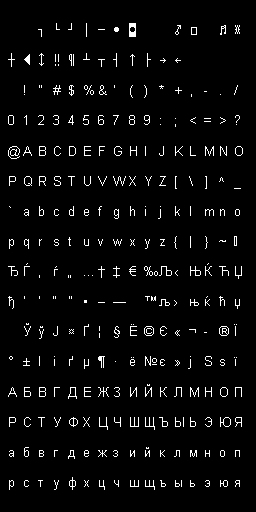 ┐ └ ┘ │ ─ • ◘ ♂ □ ♫ ☼
┼ ◄ ↕ ‼ ¶ ┴ ┬ ┤ ↑ ├ → ←
! " # $ % & ' ( ) * + , - . /
0 1 2 3 4 5 6 7 8 9 : ; < = > ?
@ A B C D E F G H I J K L M N O
P Q R S T U V W X Y Z [ \ ] ^ _
` a b c d e f g h i j k l m n o
p q r s t u v w x y z { | } ~ ▯
Ђ Ѓ ‚ ѓ „ … † ‡ € ‰ Љ ‹ Њ Ќ Ћ Џ
ђ ‘ ’ “ ” • – — ™ љ › њ ќ ћ џ
Ў ў Ј ¤ Ґ ¦ § Ё © Є « ¬ - ® Ї
° ± І і ґ µ ¶ · ё № є » ј Ѕ ѕ ї
А Б В Г Д Е Ж З И Й К Л М Н О П
Р С Т У Ф Х Ц Ч Ш Щ Ъ Ы Ь Э Ю Я
а б в г д е ж з и й к л м н о п
р с т у ф х ц ч ш щ ъ ы ь э ю я